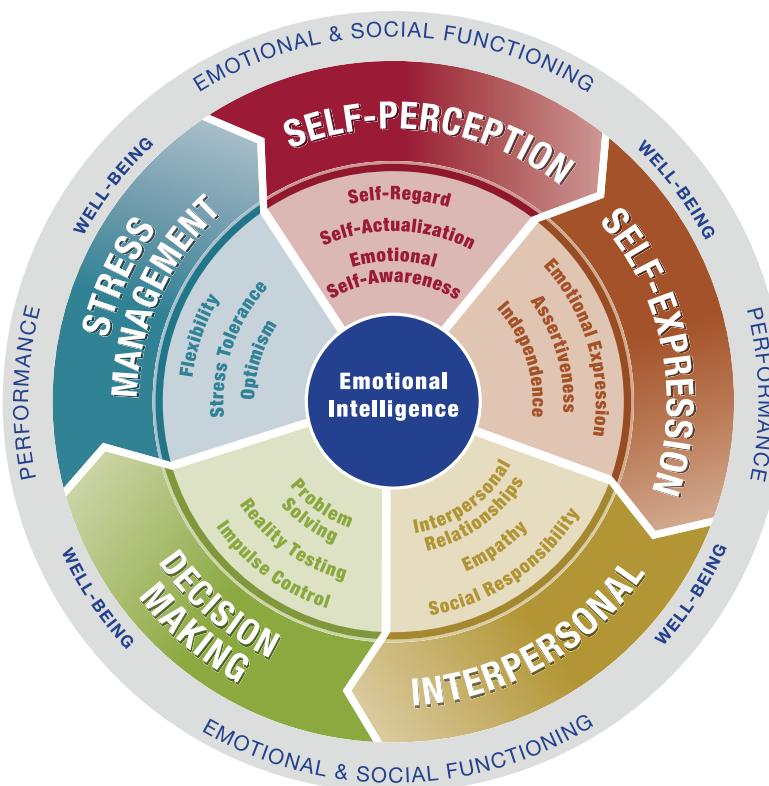 EMOTIONAL & SOCIAL FUNCTIONING
WELL-BEING
WELL-BEING
PERFORMANCE
PERFORMANCE
SELF-PERCEPTION
Self-Regard
Self-Actualization
Emotional
Self-Awareness
SELF-EXPRESSION
Emotional Expression
Assertiveness
Independence
INTERPERSONAL
Interpersonal
Relationships
Empathy
Social Responsibility
DECISION
MAKING
Problem
Solving
Reality Testing
Impulse Control
STRESS
MANAGEMENT
Flexibility
Stress Tolerance
Optimism
Emotional
Intelligence
WELL-BEING
WELL-BEING
EMOTIONAL & SOCIAL FUNCTIONING